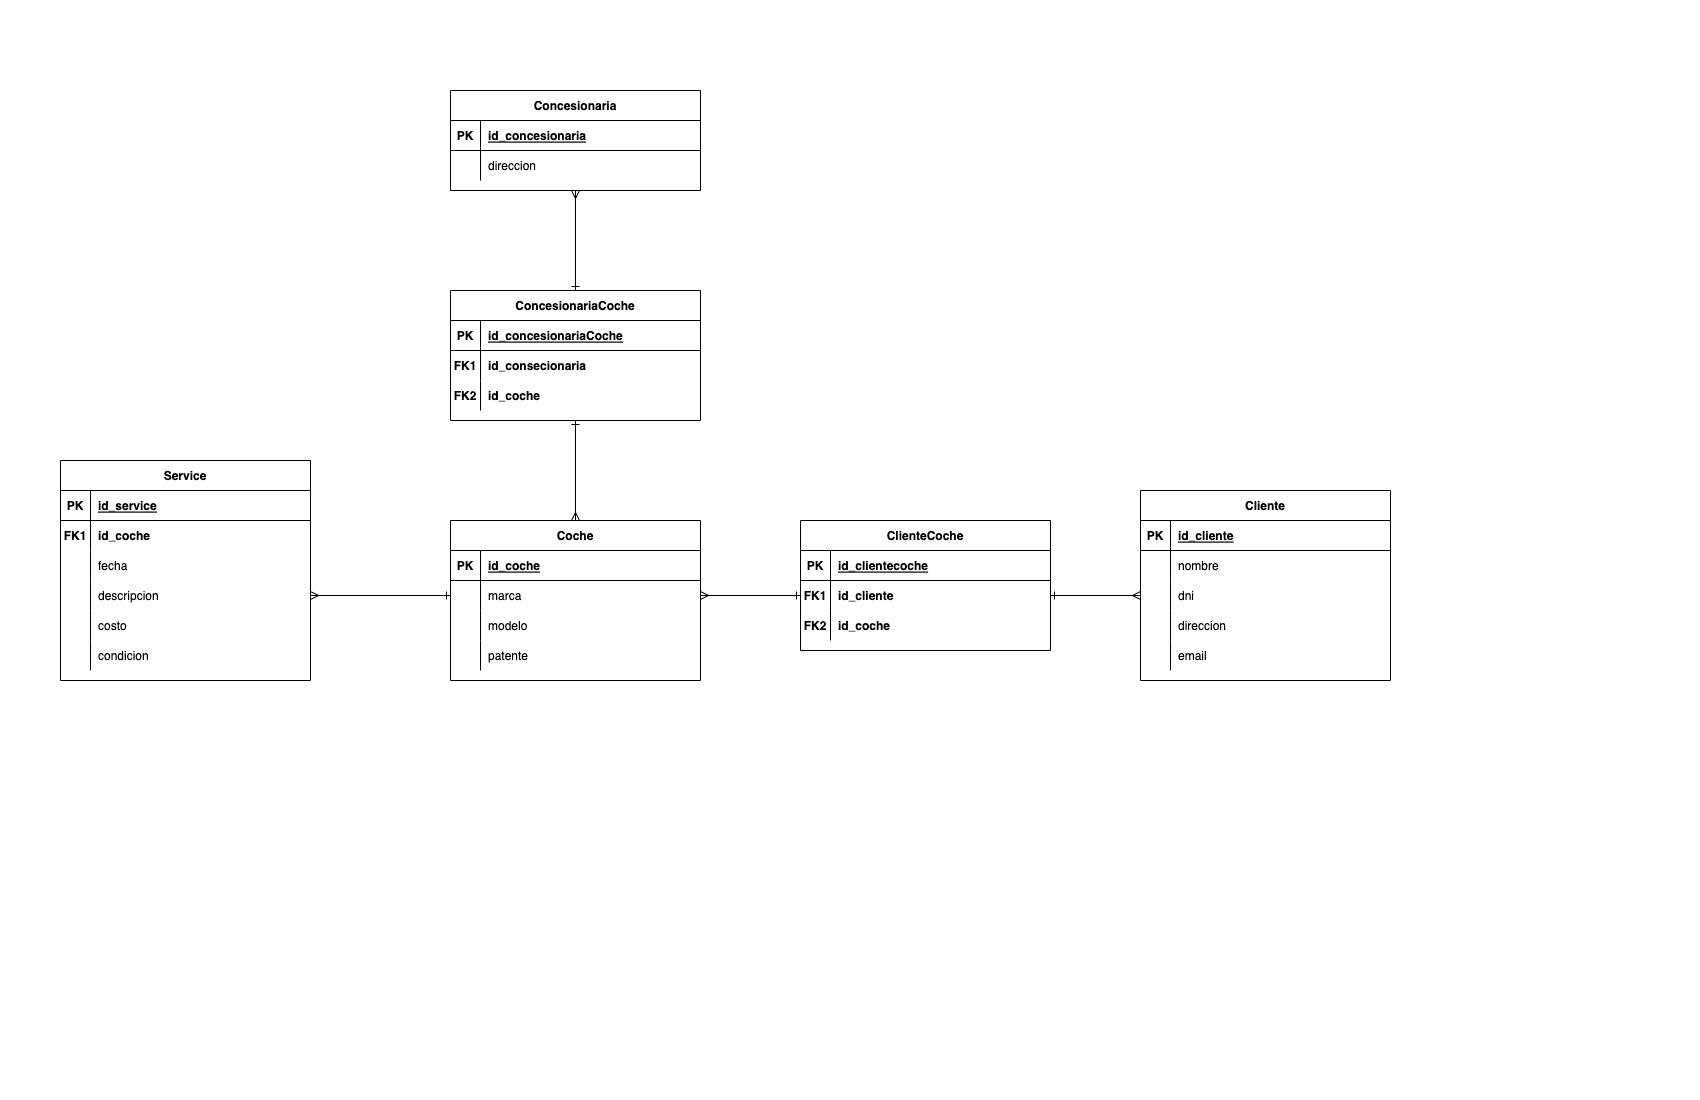 Concesionaria
PK id_concesionaria
direccion
ConcesionariaCoche
PK id_concesionariaCoche
FK1 id_consecionaria
FK2 id_coche
Service
PK id_service
FK1 id_coche
fecha
descripcion
costo
condicion
Coche
PK id_coche
marca
modelo
patente
ClienteCoche
PK id_clientecoche
FK1 id_cliente
FK2 id_coche
Cliente
PK id_cliente
nombre
dni
direccion
email